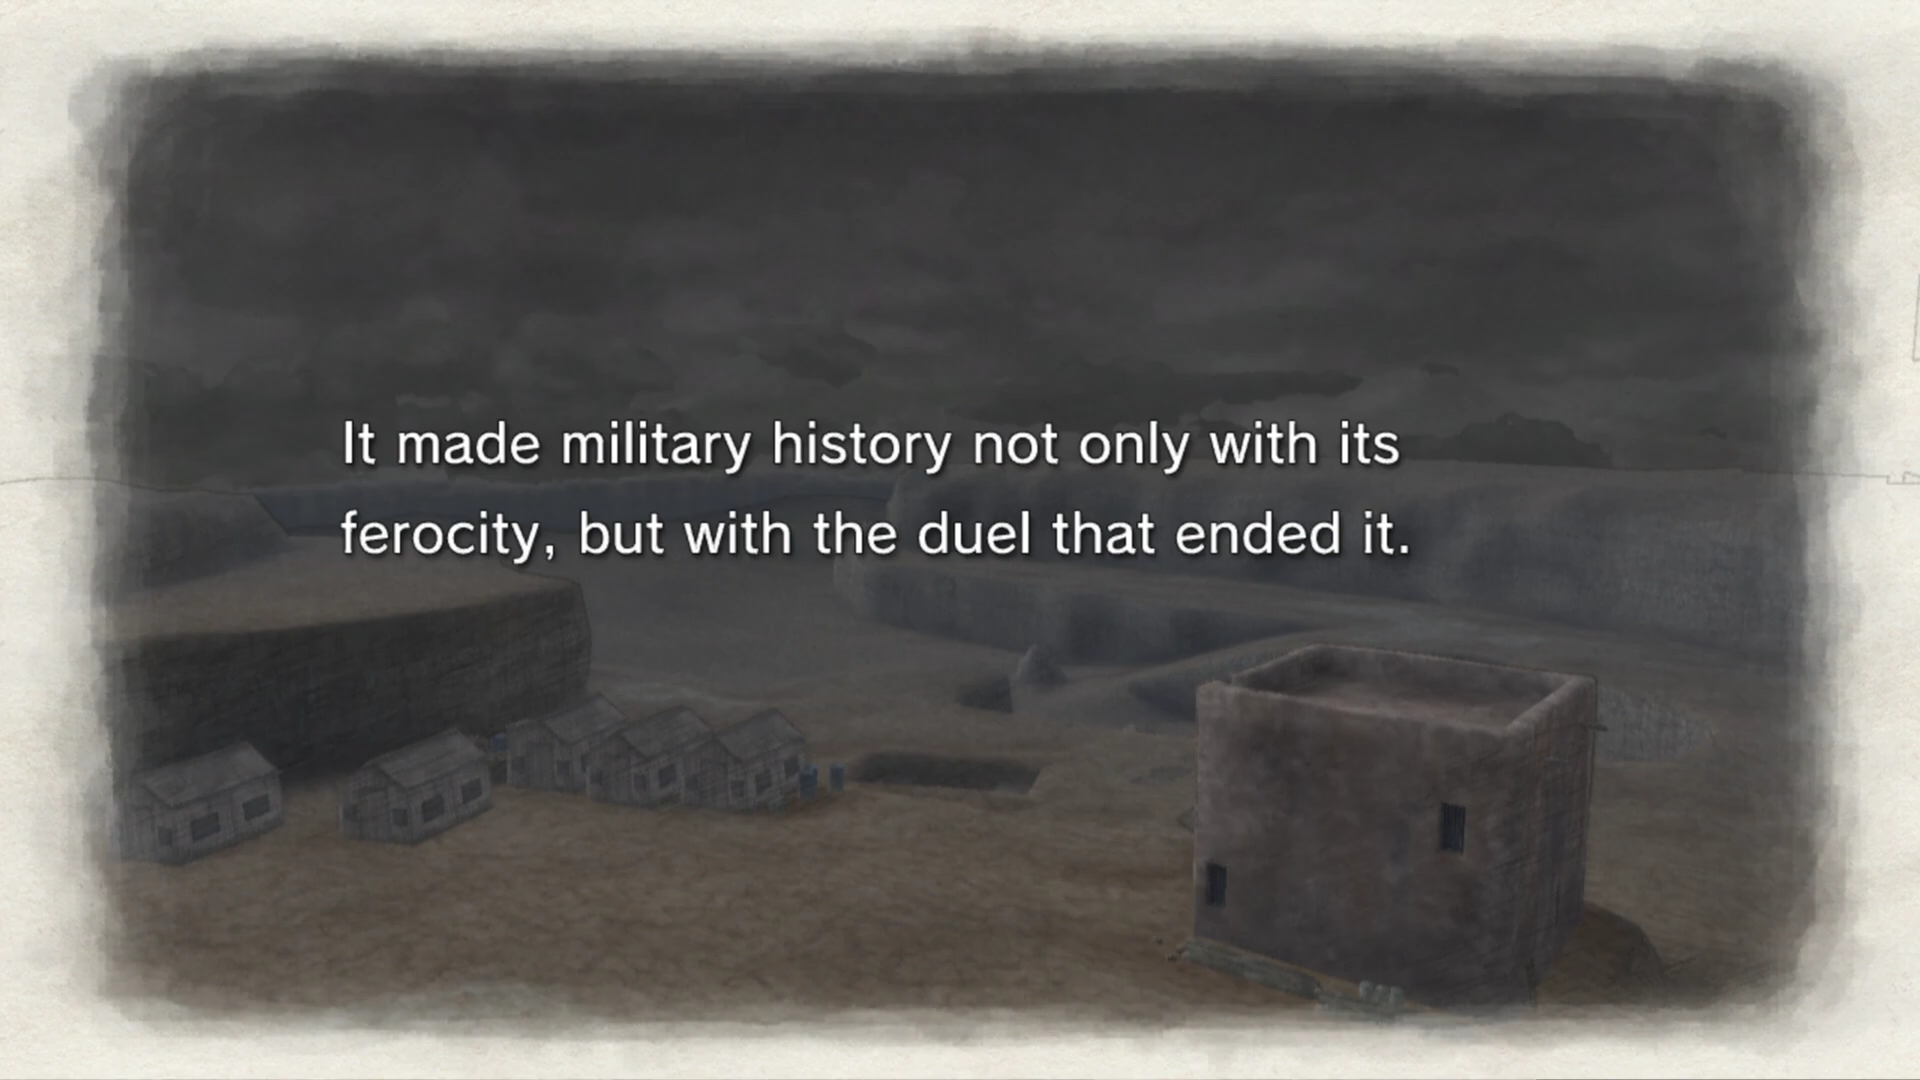 It made military history not only with its
ferocity, but with the duel that ended it.